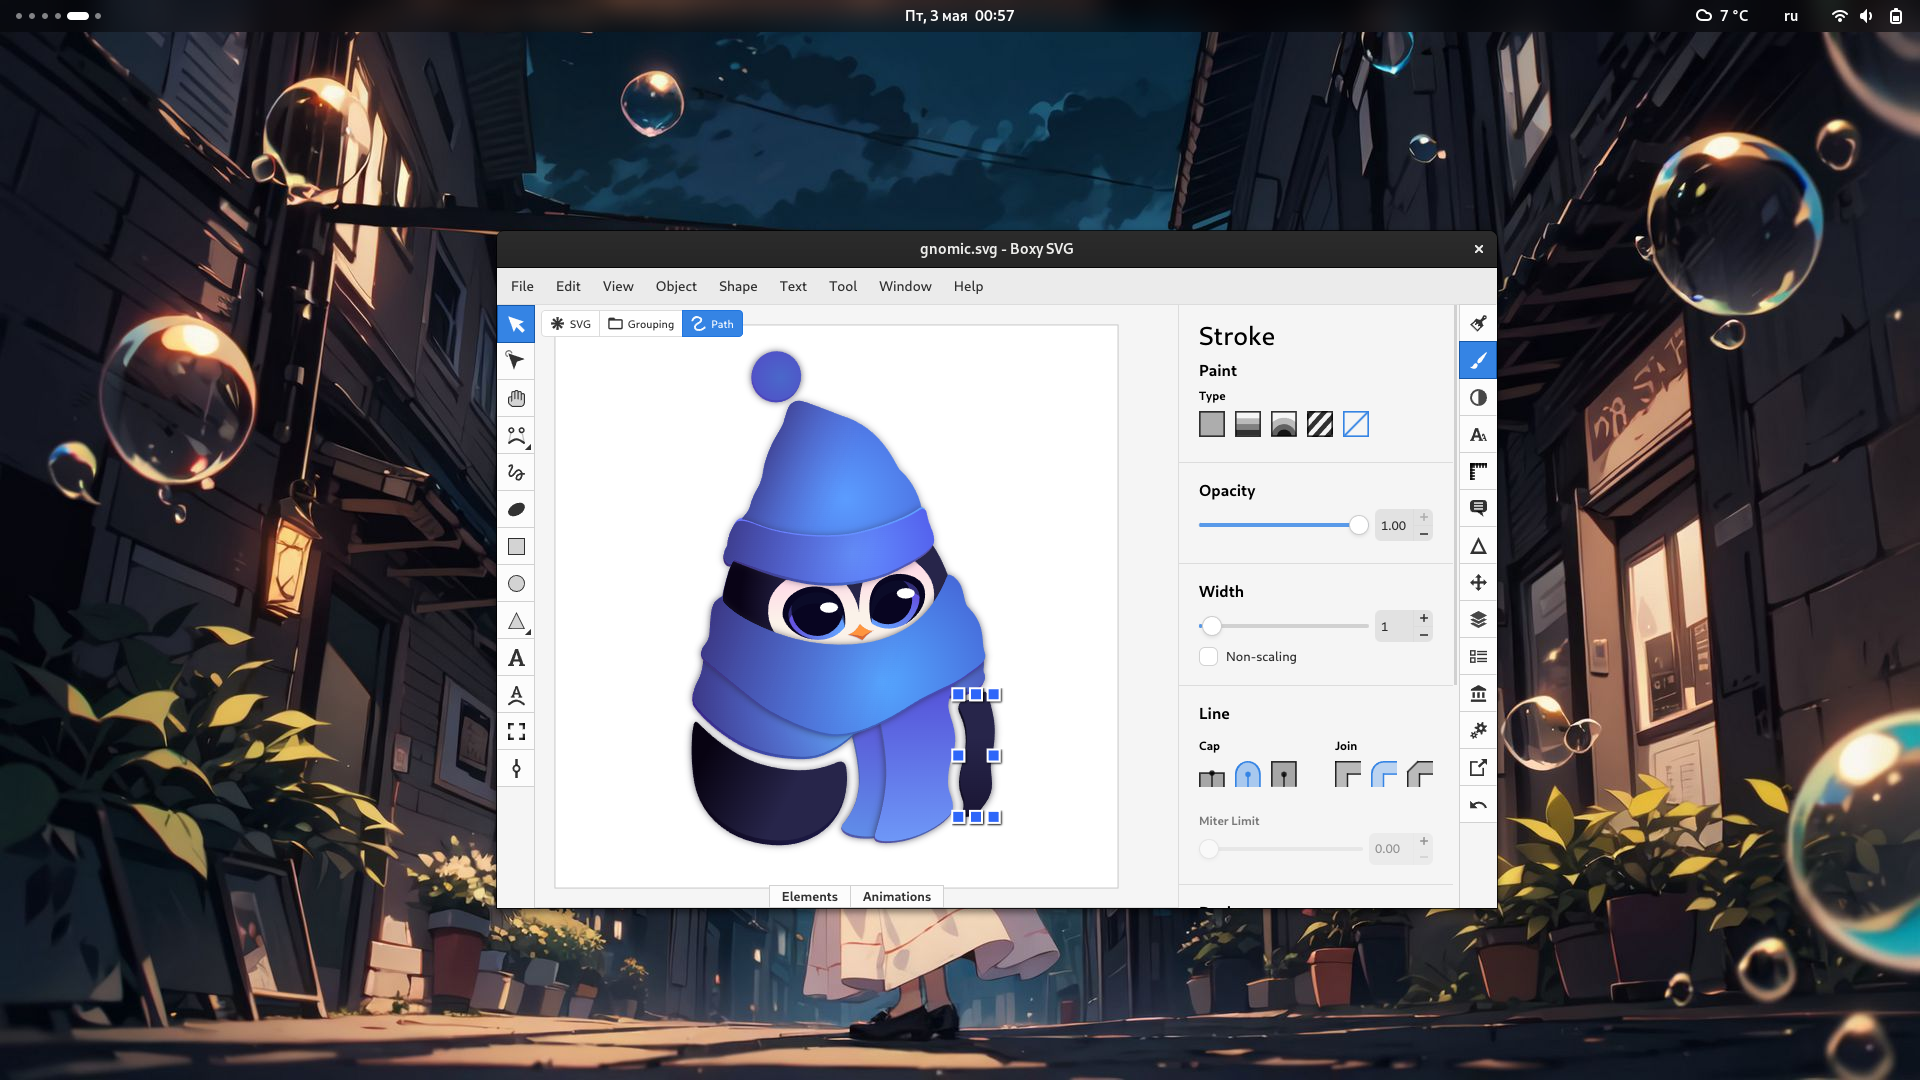 Пт, 3 мая 00:57
7 °C
ru
gnomic.svg - Boxy SVG
File Edit View Object Shape Text Tool Window Help
SVG Grouping Path
Stroke
Paint
Type
Opacity
1.00
Width
1
Non-scaling
Line
Cap Join
Miter Limit
0.00
Elements Animations